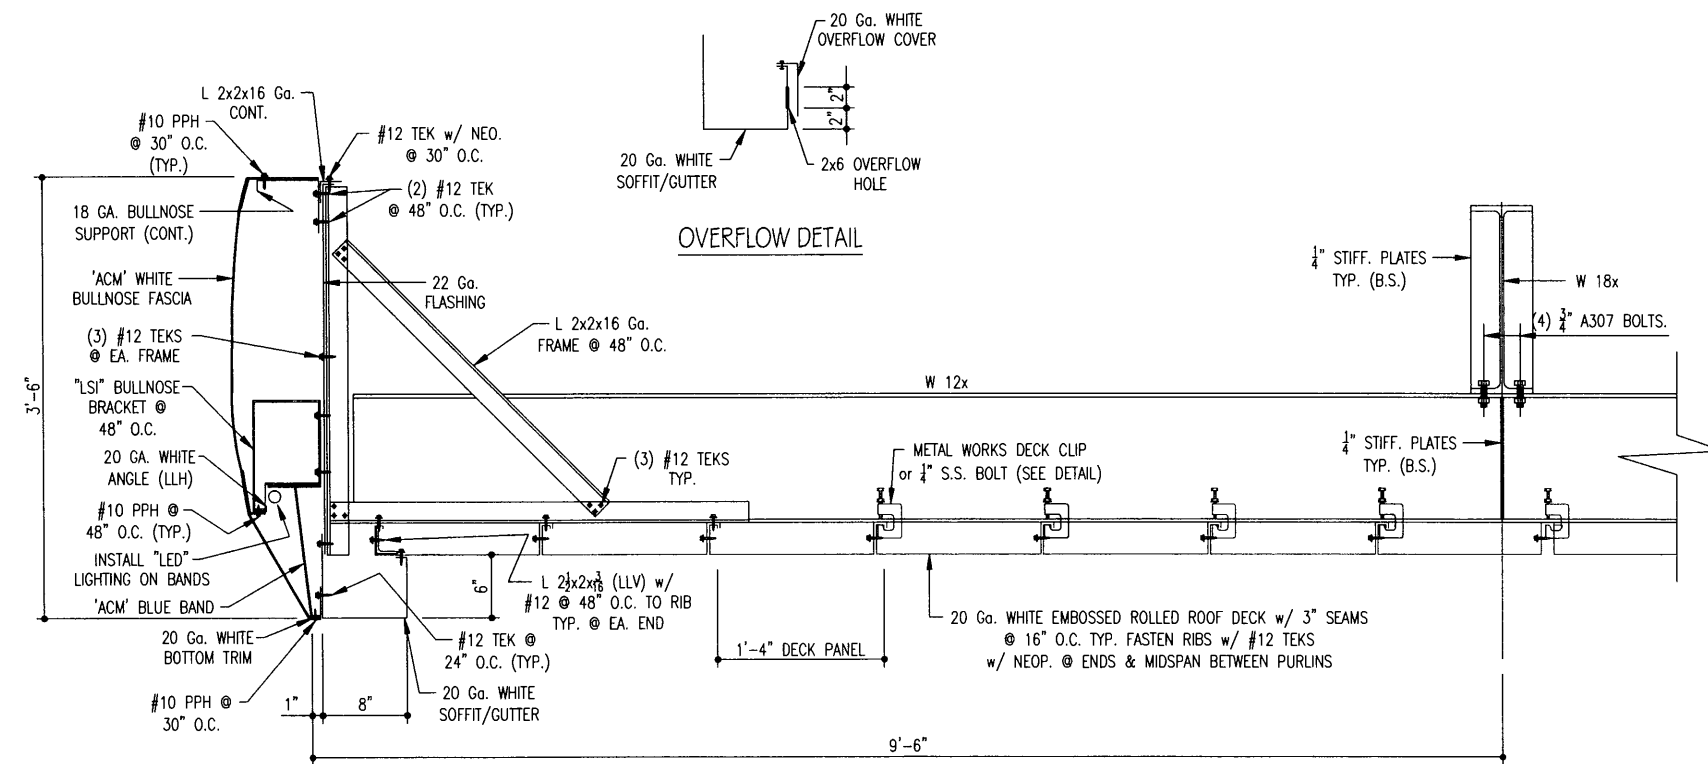 20 Ga. WHITE
OVERFLOW COVER
2"
2"
20 Ga. WHITE
SOFFIT/GUTTER
2x6 OVERFLOW
HOLE
OVERFLOW DETAIL
L 2x2x16 Ga.
CONT.
#10 PPH
@ 30" O.C.
(TYP.)
#12 TEK w/ NEO.
@ 30" O.C.
(2) #12 TEK
@ 48" O.C. (TYP.)
18 GA. BULLNOSE
SUPPORT (CONT.)
'ACM' WHITE
BULLNOSE FASCIA
22 Ga.
FLASHING
(3) #12 TEKS
@ EA. FRAME
L 2x2x16 Ga.
FRAME @ 48" O.C.
3'-6"
"LSI" BULLNOSE
BRACKET @
48" O.C.
20 GA. WHITE
ANGLE (LLH)
#10 PPH @
48" O.C. (TYP.)
INSTALL "LED"
LIGHTING ON BANDS
'ACM' BLUE BAND
20 Ga. WHITE
BOTTOM TRIM
#10 PPH @
30" O.C.
1"
8"
6"
#12 TEK @
24" O.C. (TYP.)
20 Ga. WHITE
SOFFIT/GUTTER
L 2½x2x3/16 (LLV) w/
#12 @ 48" O.C. TO RIB
TYP. @ EA. END
(3) #12 TEKS
TYP.
W 12x
METAL WORKS DECK CLIP
or ¼" S.S. BOLT (SEE DETAIL)
1'-4" DECK PANEL
20 Ga. WHITE EMBOSSED ROLLED ROOF DECK w/ 3" SEAMS
@ 16" O.C. TYP. FASTEN RIBS w/ #12 TEKS
w/ NEOP. @ ENDS & MIDSPAN BETWEEN PURLINS
¼" STIFF. PLATES
TYP. (B.S.)
W 18x
(4) ¾" A307 BOLTS.
¼" STIFF. PLATES
TYP. (B.S.)
9'-6"